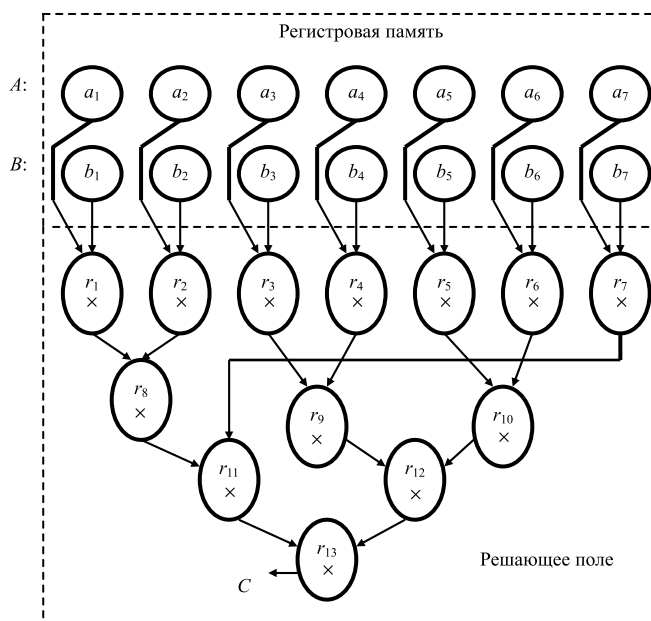 Регистровая память
A: a₁ a₂ a₃ a₄ a₅ a₆ a₇
B: b₁ b₂ b₃ b₄ b₅ b₆ b₇
r₁ r₂ r₃ r₄ r₅ r₆ r₇
× × × × × × ×
r₈ r₉ r₁₀
× × ×
r₁₁ r₁₂
× ×
r₁₃
×
Решающее поле
C